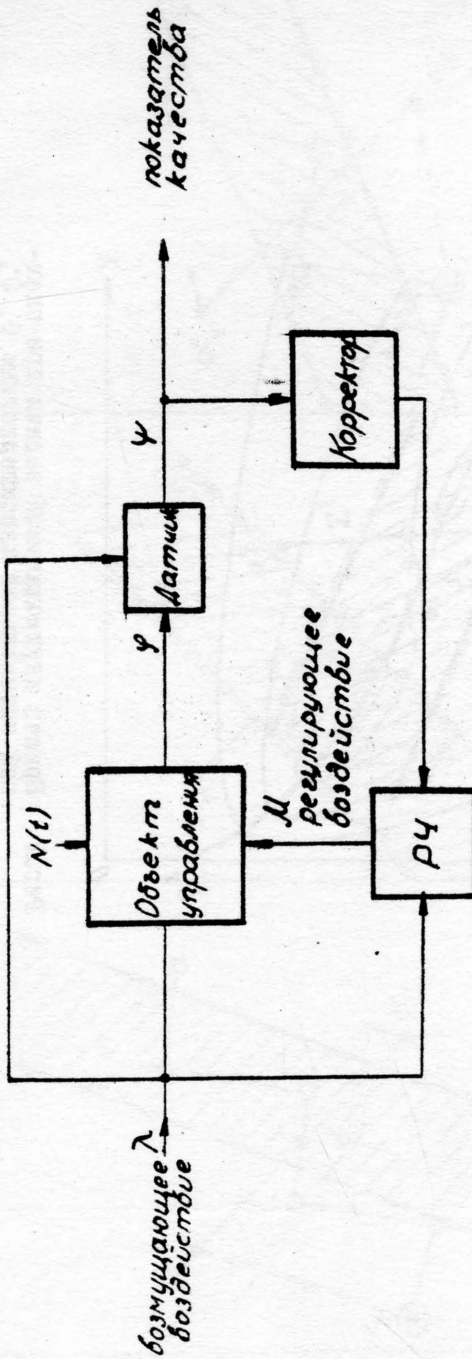 возмущающее λ
воздействие
N(t)
Объект
управления
φ
Датчик
ψ
показатель
качества
μ
регулирующее
воздействие
РЧ
Корректор